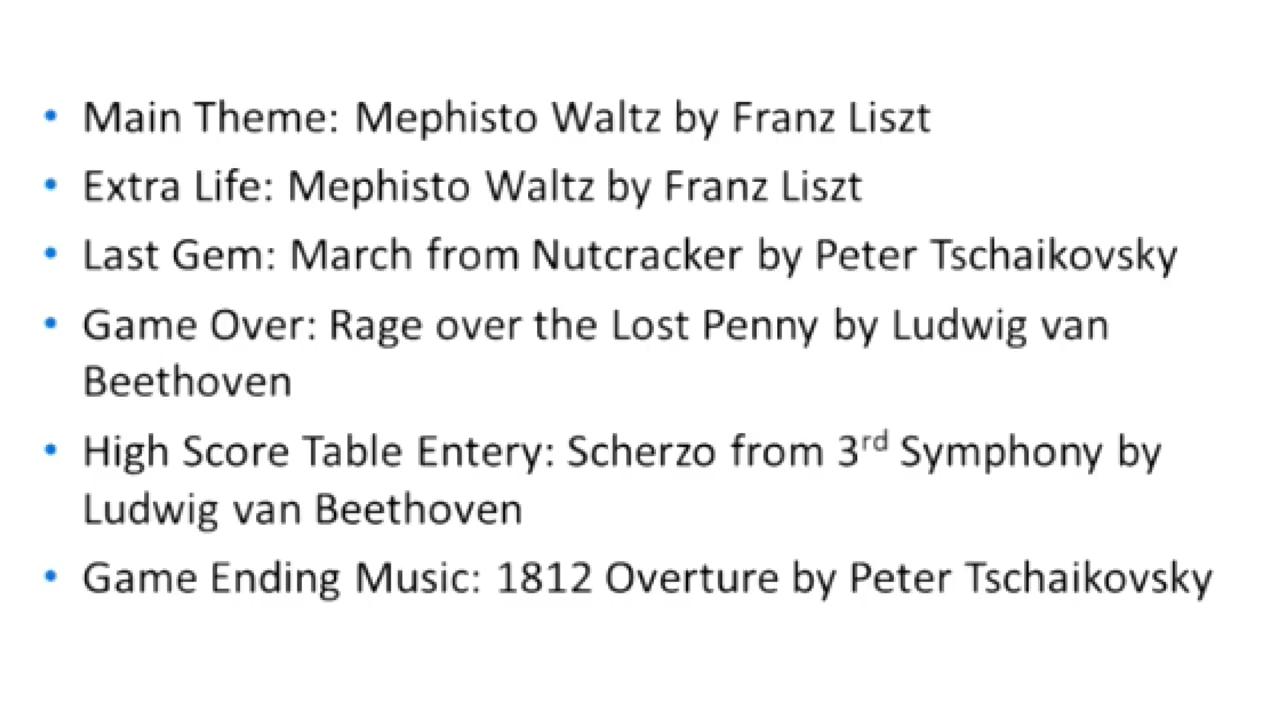 • Main Theme: Mephisto Waltz by Franz Liszt
• Extra Life: Mephisto Waltz by Franz Liszt
• Last Gem: March from Nutcracker by Peter Tschaikovsky
• Game Over: Rage over the Lost Penny by Ludwig van
Beethoven
• High Score Table Entery: Scherzo from 3rd Symphony by
Ludwig van Beethoven
• Game Ending Music: 1812 Overture by Peter Tschaikovsky